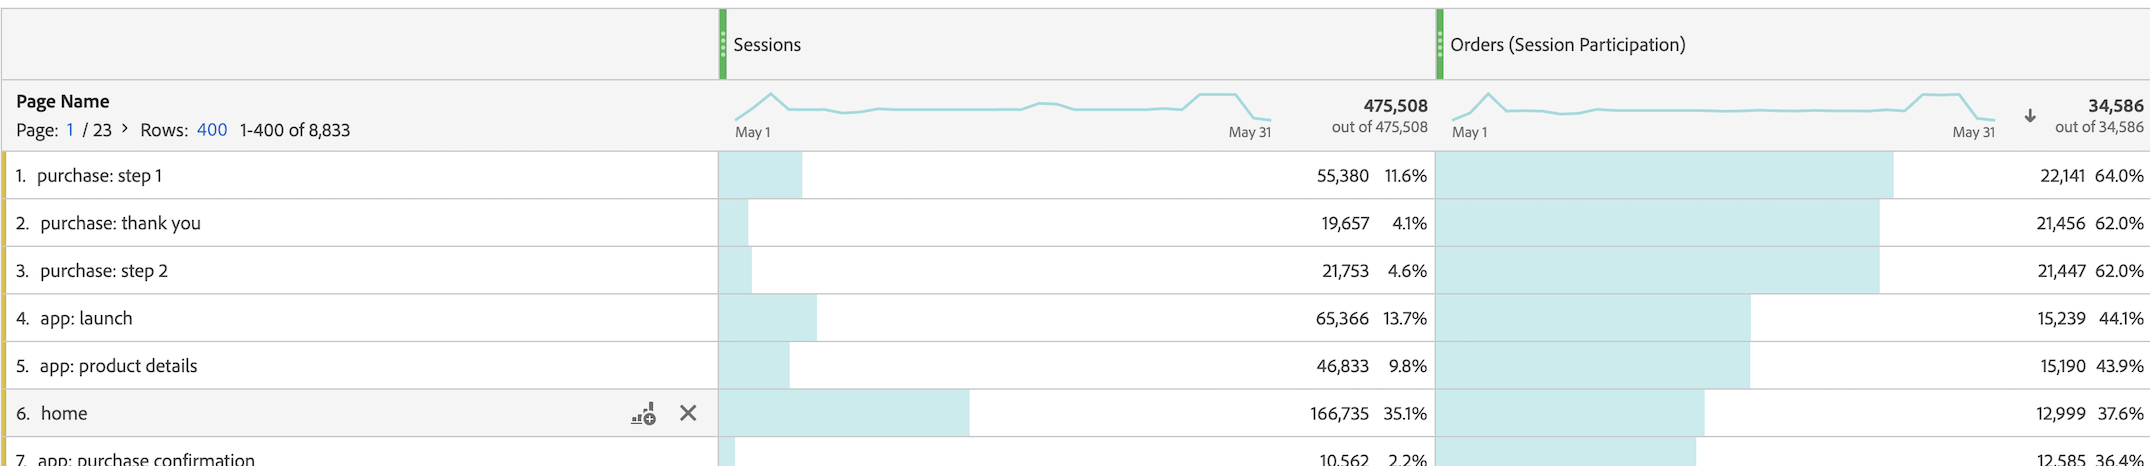 Sessions
Orders (Session Participation)
Page Name
Page: 1 / 23 > Rows: 400 1-400 of 8,833
May 1 May 31
475,508
out of 475,508
May 1 May 31
34,586
out of 34,586
1. purchase: step 1 55,380 11.6% 22,141 64.0%
2. purchase: thank you 19,657 4.1% 21,456 62.0%
3. purchase: step 2 21,753 4.6% 21,447 62.0%
4. app: launch 65,366 13.7% 15,239 44.1%
5. app: product details 46,833 9.8% 15,190 43.9%
6. home 166,735 35.1% 12,999 37.6%
7. app: purchase confirmation 10,562 2.2% 12,585 36.4%